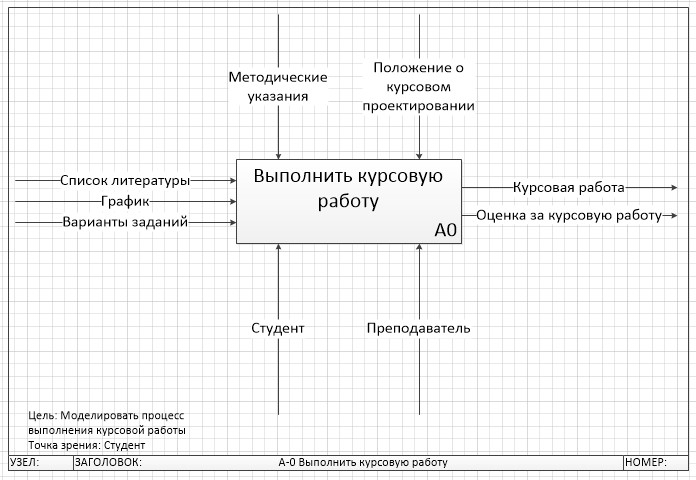 Методические
указания
Положение о
курсовом
проектировании
Список литературы
График
Варианты заданий
Выполнить курсовую
работу
A0
Курсовая работа
Оценка за курсовую работу
Студент
Преподаватель
Цель: Моделировать процесс
выполнения курсовой работы
Точка зрения: Студент
УЗЕЛ:
ЗАГОЛОВОК:
А-0 Выполнить курсовую работу
НОМЕР: